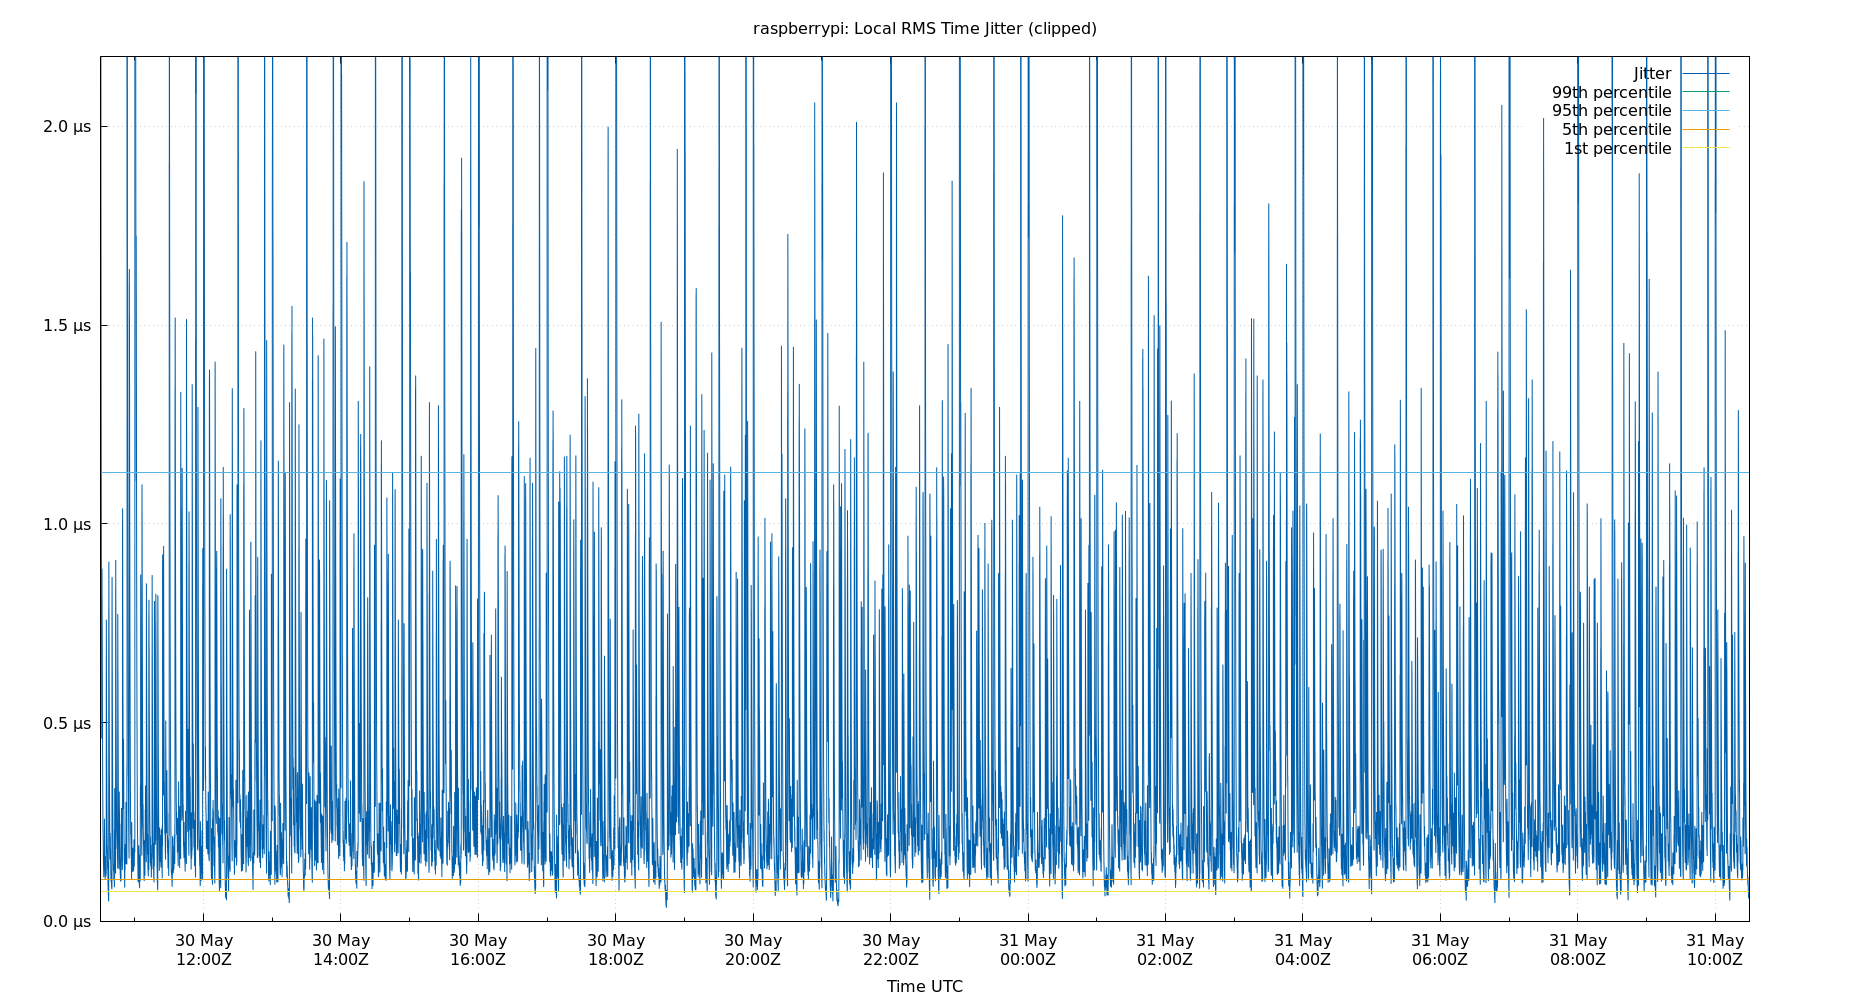 raspberrypi: Local RMS Time Jitter (clipped)
Jitter
99th percentile
95th percentile
5th percentile
1st percentile
2.0 µs
1.5 µs
1.0 µs
0.5 µs
0.0 µs
30 May 30 May 30 May 30 May 30 May 30 May 31 May 31 May 31 May 31 May 31 May 31 May
12:00Z 14:00Z 16:00Z 18:00Z 20:00Z 22:00Z 00:00Z 02:00Z 04:00Z 06:00Z 08:00Z 10:00Z
Time UTC